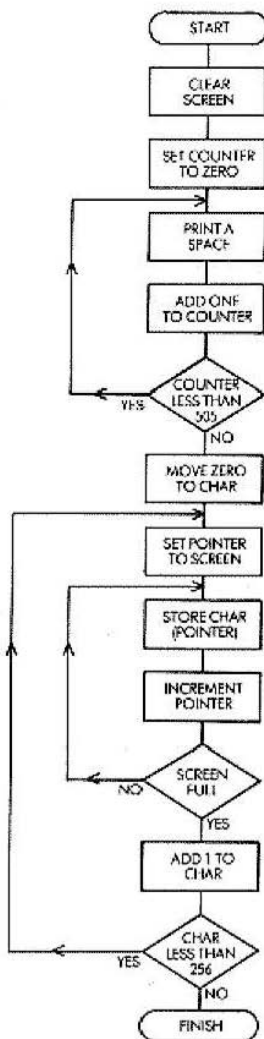 START
CLEAR
SCREEN
SET COUNTER
TO ZERO
PRINT A
SPACE
ADD ONE
TO COUNTER
COUNTER
LESS THAN
505
YES
NO
MOVE ZERO
TO CHAR
SET POINTER
TO SCREEN
STORE CHAR
(POINTER)
INCREMENT
POINTER
SCREEN
FULL
NO
YES
ADD 1 TO
CHAR
CHAR
LESS THAN
256
YES
NO
FINISH